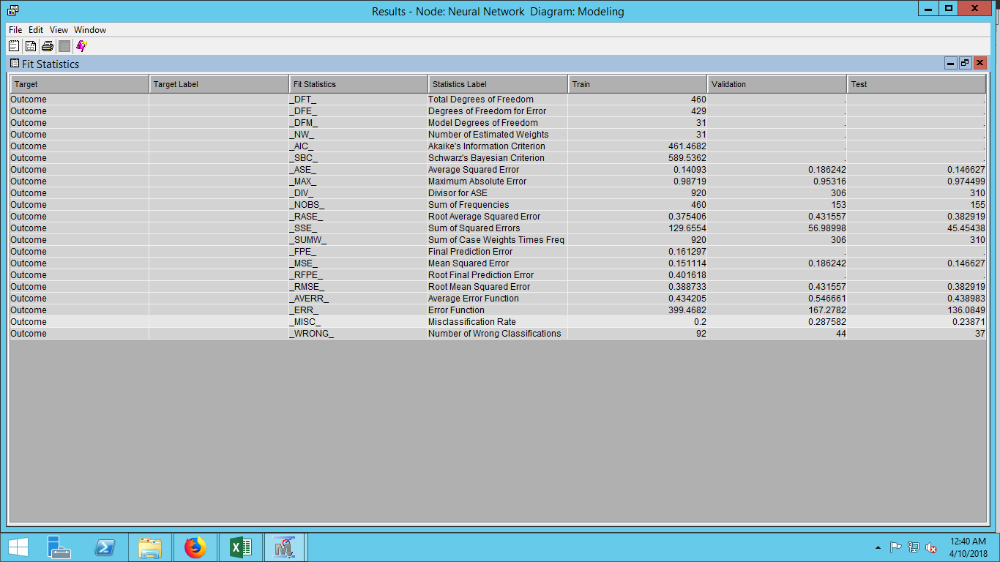 Results - Node: Neural Network Diagram: Modeling
File Edit View Window
Fit Statistics
Target Target Label Fit Statistics Statistics Label Train Validation Test
Outcome _DFT_ Total Degrees of Freedom 460 . .
Outcome _DFE_ Degrees of Freedom for Error 429 . .
Outcome _DFM_ Model Degrees of Freedom 31 . .
Outcome _NW_ Number of Estimated Weights 31 . .
Outcome _AIC_ Akaike's Information Criterion 461.4682 . .
Outcome _SBC_ Schwarz's Bayesian Criterion 589.5362 . .
Outcome _ASE_ Average Squared Error 0.14093 0.186242 0.146627
Outcome _MAX_ Maximum Absolute Error 0.98719 0.95316 0.974499
Outcome _DIV_ Divisor for ASE 920 306 310
Outcome _NOBS_ Sum of Frequencies 460 153 155
Outcome _RASE_ Root Average Squared Error 0.375406 0.431557 0.382919
Outcome _SSE_ Sum of Squared Errors 129.6554 56.98998 45.45438
Outcome _SUMW_ Sum of Case Weights Times Freq 920 306 310
Outcome _FPE_ Final Prediction Error 0.161297 . .
Outcome _MSE_ Mean Squared Error 0.151114 0.186242 0.146627
Outcome _RFPE_ Root Final Prediction Error 0.401618 . .
Outcome _RMSE_ Root Mean Squared Error 0.388733 0.431557 0.382919
Outcome _AVERR_ Average Error Function 0.434205 0.546661 0.438983
Outcome _ERR_ Error Function 399.4682 167.2782 136.0849
Outcome _MISC_ Misclassification Rate 0.2 0.287582 0.23871
Outcome _WRONG_ Number of Wrong Classifications 92 44 37
12:40 AM
4/10/2018